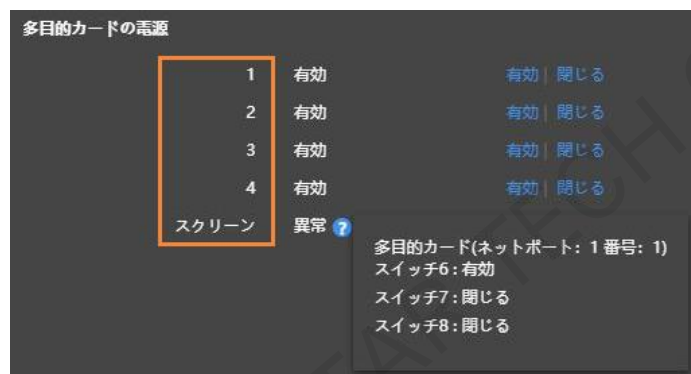 多目的カードの電源
1 有効 有効 | 閉じる
2 有効 有効 | 閉じる
3 有効 有効 | 閉じる
4 有効 有効 | 閉じる
スクリーン 異常 ?
多目的カード(ネットポート: 1 番号: 1)
スイッチ6:有効
スイッチ7:閉じる
スイッチ8:閉じる
TAR TECH